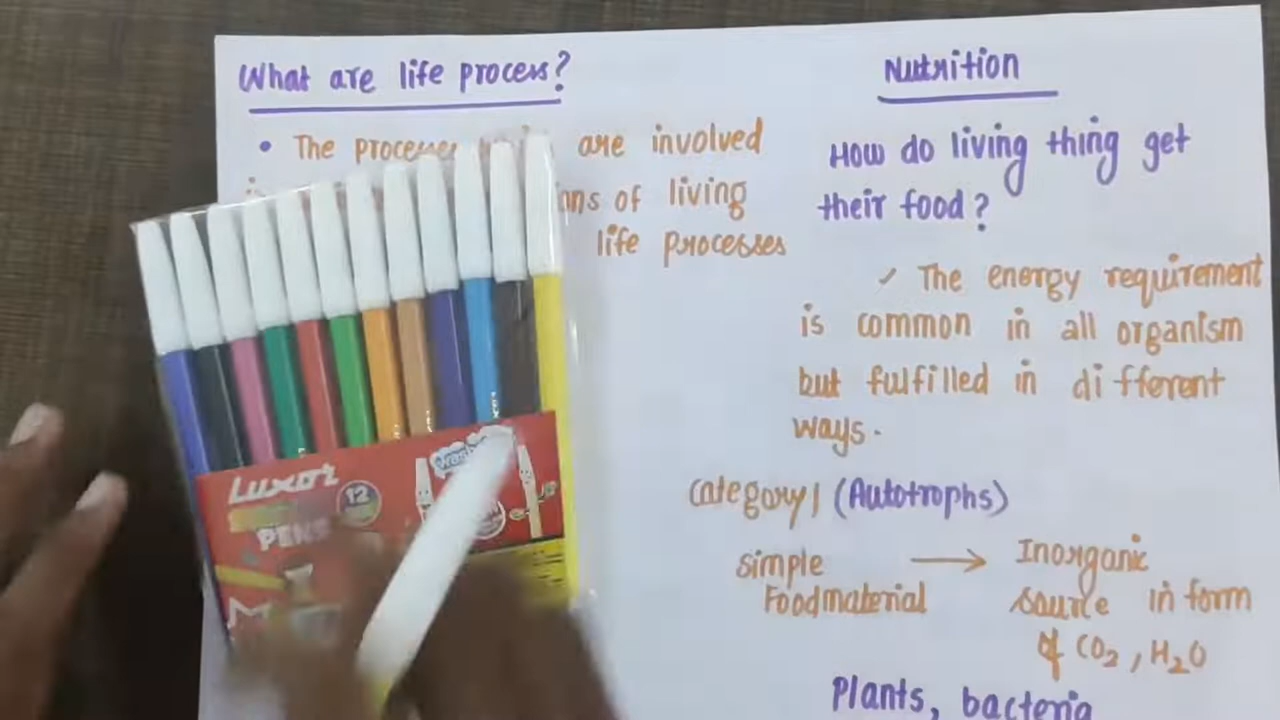 What are life process?
• The are involved
of living
life processes
Luxor
12
PENS
Nutrition
How do living thing get
their food?
✓ The energy requirement
is common in all organism
but fulfilled in different
ways.
category 1 (Autotrophs)
simple → Inorganic
Foodmaterial source in form
of CO₂, H₂O
Plants, bacteria